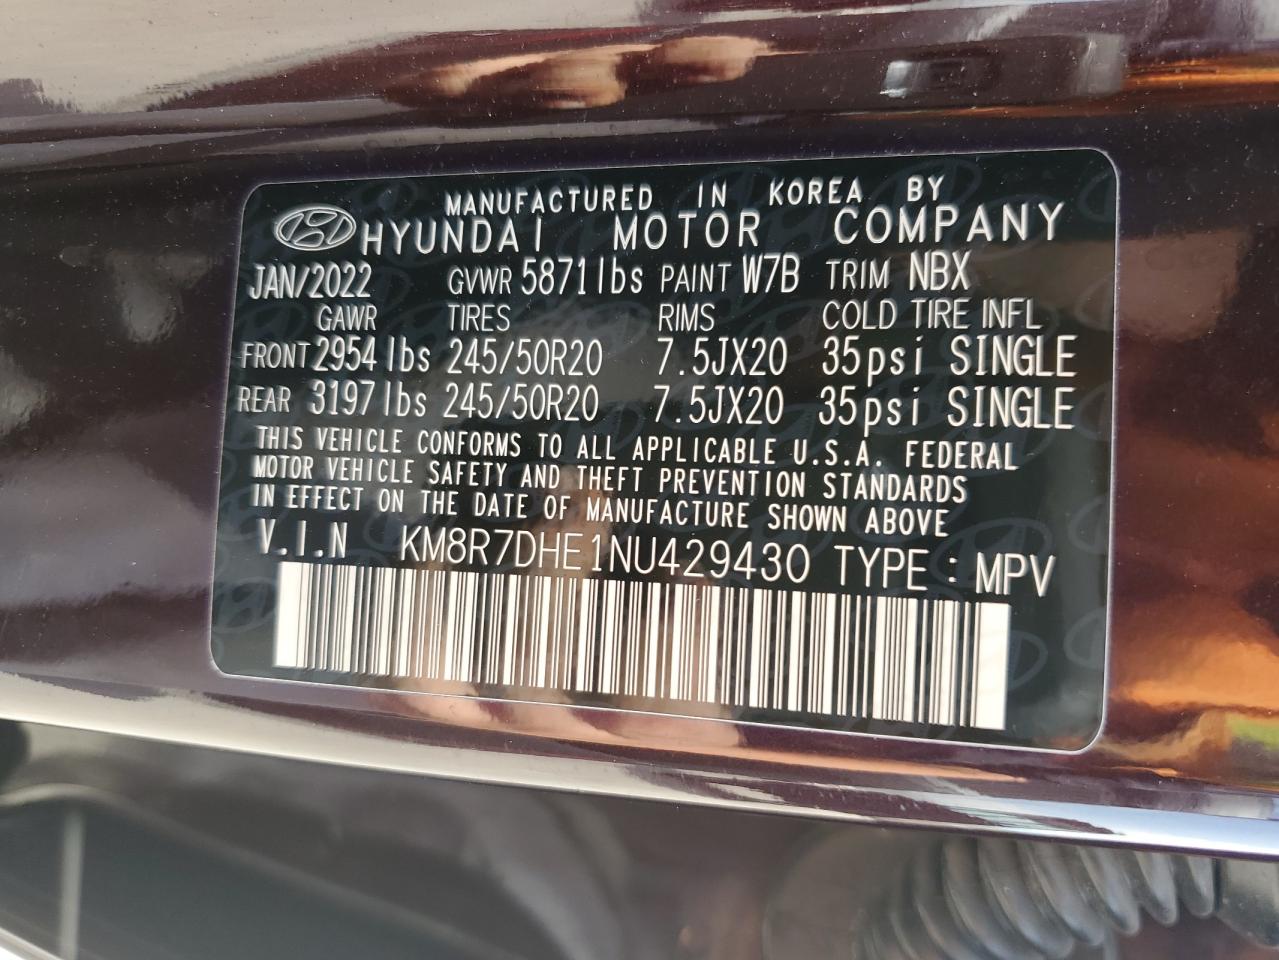 MANUFACTURED IN KOREA BY
HYUNDAI MOTOR COMPANY
JAN/2022 GVWR 5871lbs PAINT W7B TRIM NBX
GAWR TIRES RIMS COLD TIRE INFL
FRONT 2954lbs 245/50R20 7.5JX20 35psi SINGLE
REAR 3197lbs 245/50R20 7.5JX20 35psi SINGLE
THIS VEHICLE CONFORMS TO ALL APPLICABLE U.S.A. FEDERAL
MOTOR VEHICLE SAFETY AND THEFT PREVENTION STANDARDS
IN EFFECT ON THE DATE OF MANUFACTURE SHOWN ABOVE
V.I.N KM8R7DHE1NU429430 TYPE : MPV